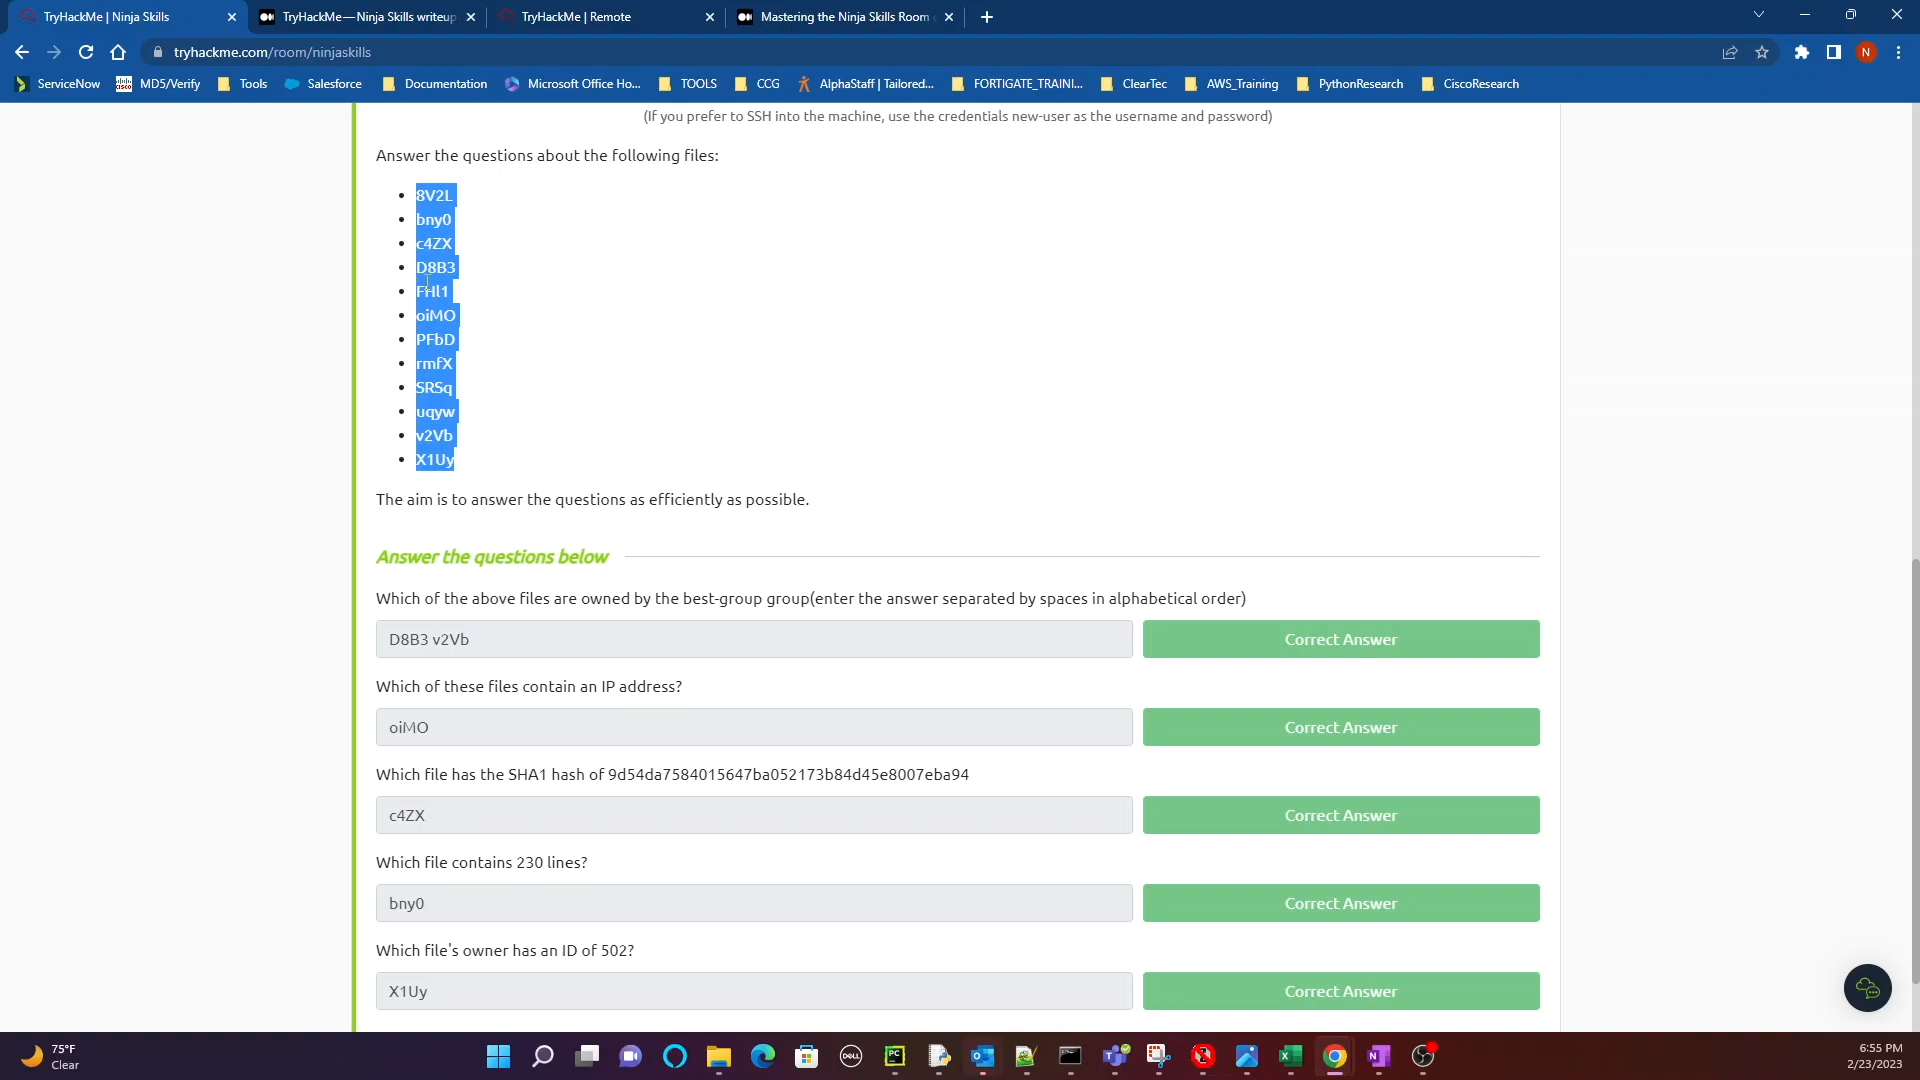 TryHackMe | Ninja Skills
TryHackMe — Ninja Skills writeup
TryHackMe | Remote
Mastering the Ninja Skills Room
tryhackme.com/room/ninjaskills
N
ServiceNow
MD5/Verify
Tools
Salesforce
Documentation
Microsoft Office Ho...
TOOLS
CCG
AlphaStaff | Tailored...
FORTIGATE_TRAINI...
ClearTec
AWS_Training
PythonResearch
CiscoResearch
(If you prefer to SSH into the machine, use the credentials new-user as the username and password)
Answer the questions about the following files:
8V2L
bny0
c4ZX
D8B3
FHl1
oiMO
PFbD
rmfX
SRSq
uqyw
v2Vb
X1Uy
The aim is to answer the questions as efficiently as possible.
Answer the questions below
Which of the above files are owned by the best-group group(enter the answer separated by spaces in alphabetical order)
D8B3 v2Vb
Correct Answer
Which of these files contain an IP address?
oiMO
Correct Answer
Which file has the SHA1 hash of 9d54da7584015647ba052173b84d45e8007eba94
c4ZX
Correct Answer
Which file contains 230 lines?
bny0
Correct Answer
Which file's owner has an ID of 502?
X1Uy
Correct Answer
75°F
Clear
6:55 PM
2/23/2023